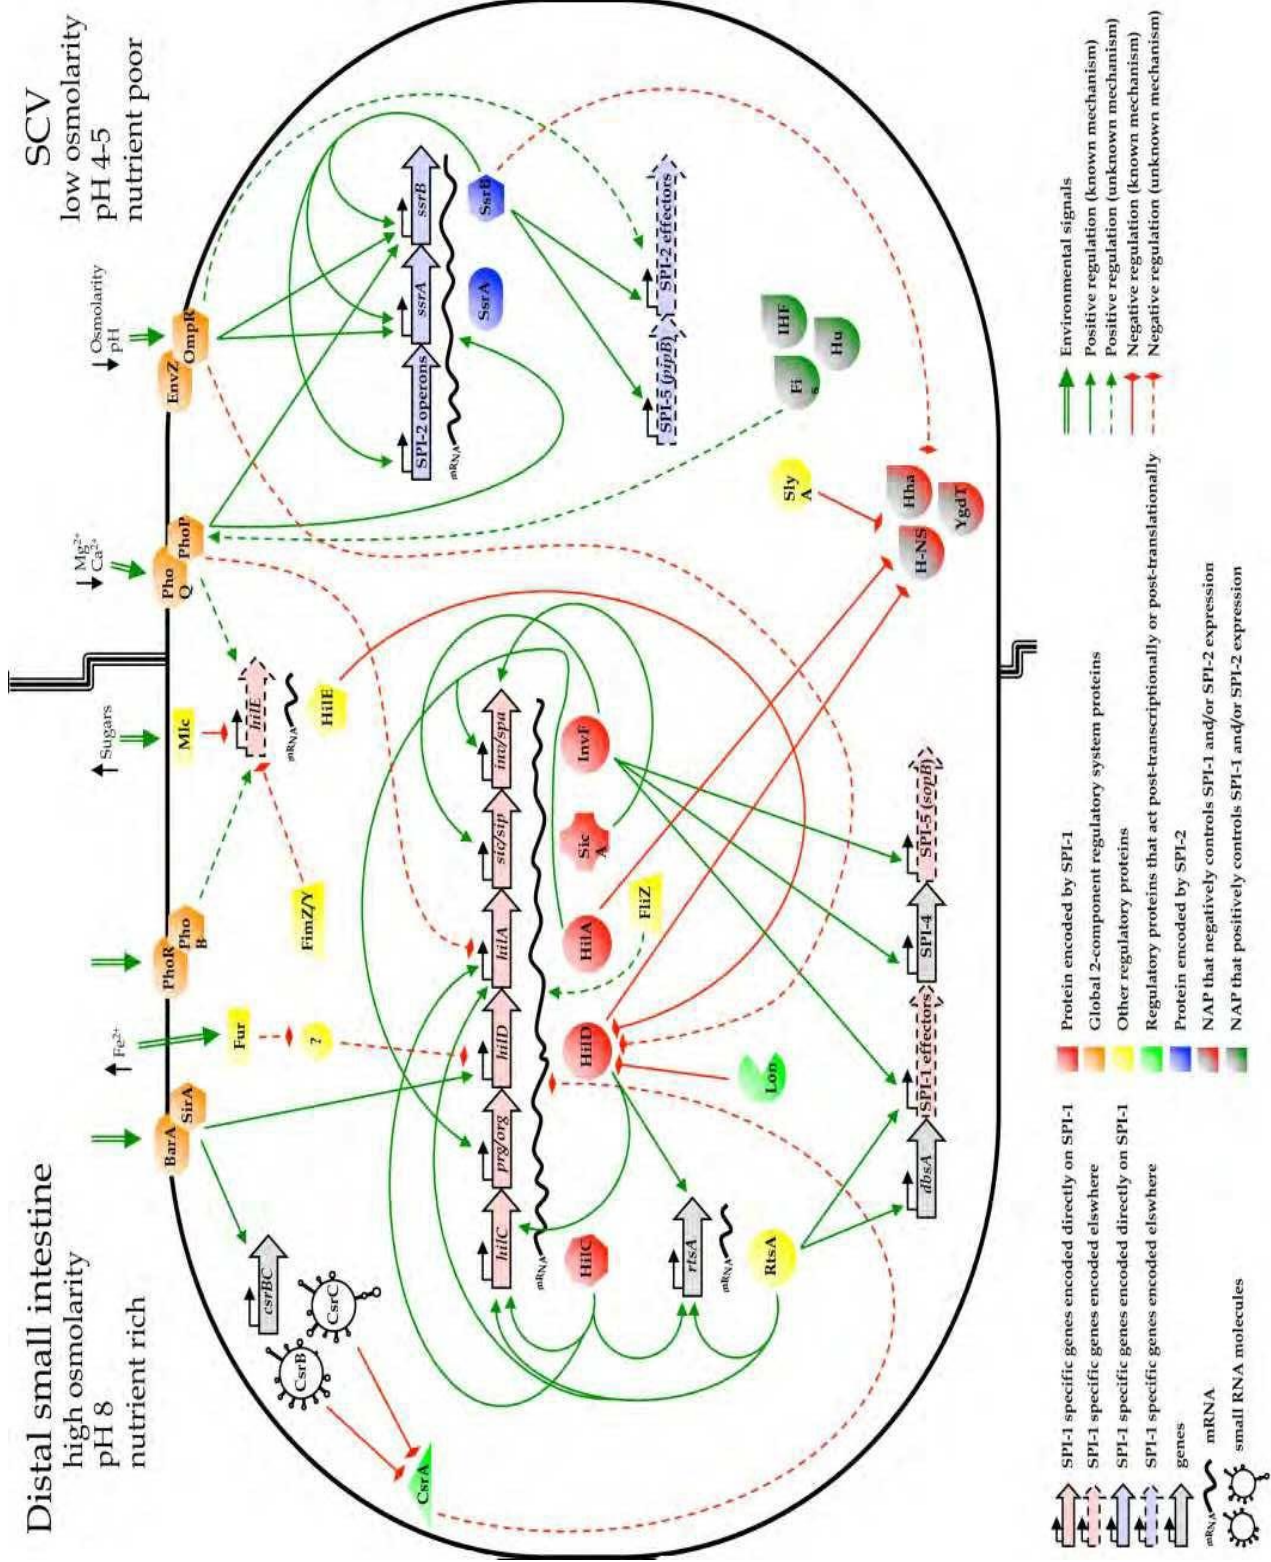 Distal small intestine
high osmolarity
pH 8
nutrient rich
SCV
low osmolarity
pH 4-5
nutrient poor
Fe²⁺
Sugars
Mg²⁺
Ca²⁺
Osmolarity
pH
BarA
SirA
Fur
?
PhoR
Pho
B
Mlc
Pho
Q
PhoP
EnvZ
OmpR
FimZ/Y
hilE
mRNA
HilE
csrBC
CsrB
CsrC
CsrA
hilC
prg/org
hilD
hilA
sic/sip
inv/spa
mRNA
HilC
HilD
HilA
Sic
A
InvF
FliZ
Lon
rtsA
mRNA
RtsA
dbsA
SPI-1 effectors
SPI-4
SPI-5 (sopB)
SPI-2 operons
ssrA
ssrB
mRNA
SsrA
SsrB
SPI-5 (pipB)
SPI-2 effectors
Fi
s
IHF
Hu
Sly
A
H-NS
Hha
YgdT
SPI-1 specific genes encoded directly on SPI-1
SPI-1 specific genes encoded elswhere
SPI-1 specific genes encoded directly on SPI-1
SPI-1 specific genes encoded elswhere
genes
mRNA mRNA
small RNA molecules
Protein encoded by SPI-1
Global 2-component regulatory system proteins
Other regulatory proteins
Regulatory proteins that act post-transcriptionally or post-translationally
Protein encoded by SPI-2
NAP that negatively controls SPI-1 and/or SPI-2 expression
NAP that positively controls SPI-1 and/or SPI-2 expression
Environmental signals
Positive regulation (known mechanism)
Positive regulation (unknown mechanism)
Negative regulation (known mechanism)
Negative regulation (unknown mechanism)